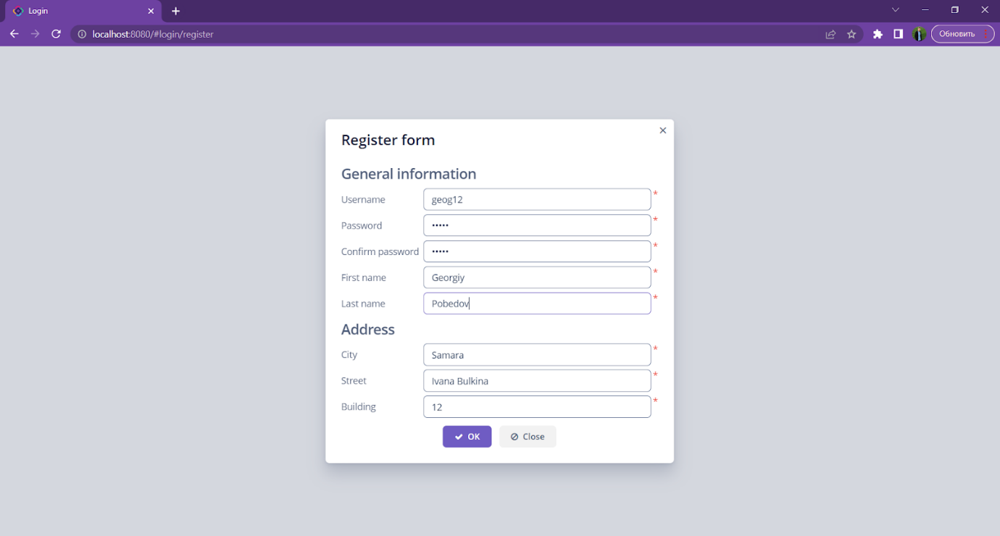 Login
localhost:8080/#login/register
Обновить
Register form
General information
Username
geog12
*
Password
•••••
*
Confirm password
•••••
*
First name
Georgiy
*
Last name
Pobedov
*
Address
City
Samara
*
Street
Ivana Bulkina
*
Building
12
*
OK
Close